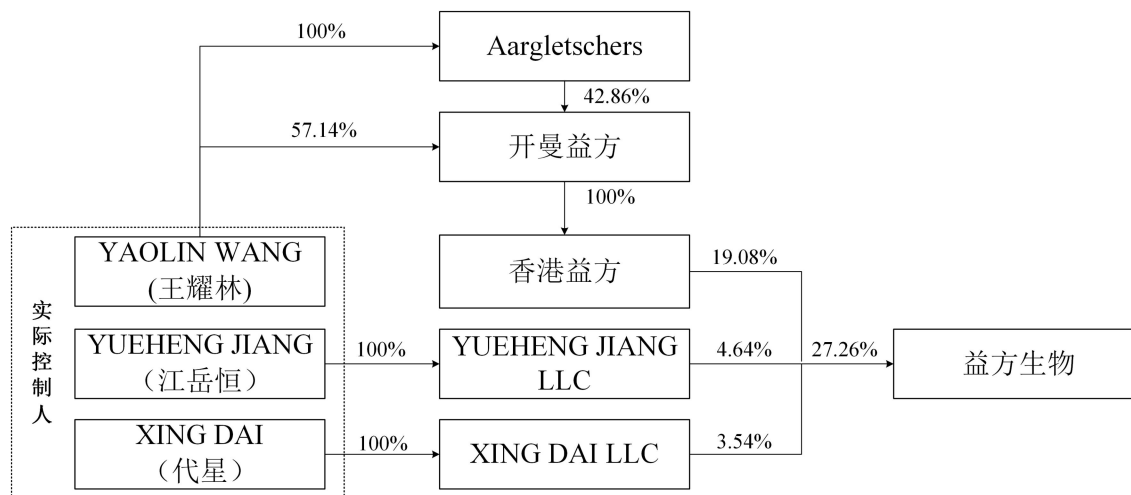 100%
Aargletschers
42.86%
57.14%
开曼益方
100%
实际控制人
YAOLIN WANG
(王耀林)
香港益方
19.08%
YUEHENG JIANG
（江岳恒）
100%
YUEHENG JIANG
LLC
4.64%
27.26%
益方生物
XING DAI
（代星）
100%
XING DAI LLC
3.54%